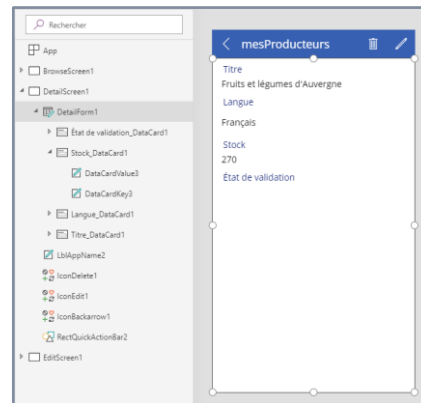 Rechercher
App
BrowseScreen1
DetailScreen1
DetailForm1
État de validation_DataCard1
Stock_DataCard1
DataCardValue3
DataCardKey3
Langue_DataCard1
Titre_DataCard1
LblAppName2
IconDelete1
IconEdit1
IconBackarrow1
RectQuickActionBar2
EditScreen1
mesProducteurs
Titre
Fruits et légumes d'Auvergne
Langue
Français
Stock
270
État de validation